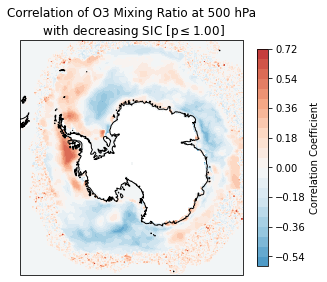 Correlation of O3 Mixing Ratio at 500 hPa
with decreasing SIC [p ≤ 1.00]
0.72
0.54
0.36
0.18
0.00
−0.18
−0.36
−0.54
Correlation Coefficient